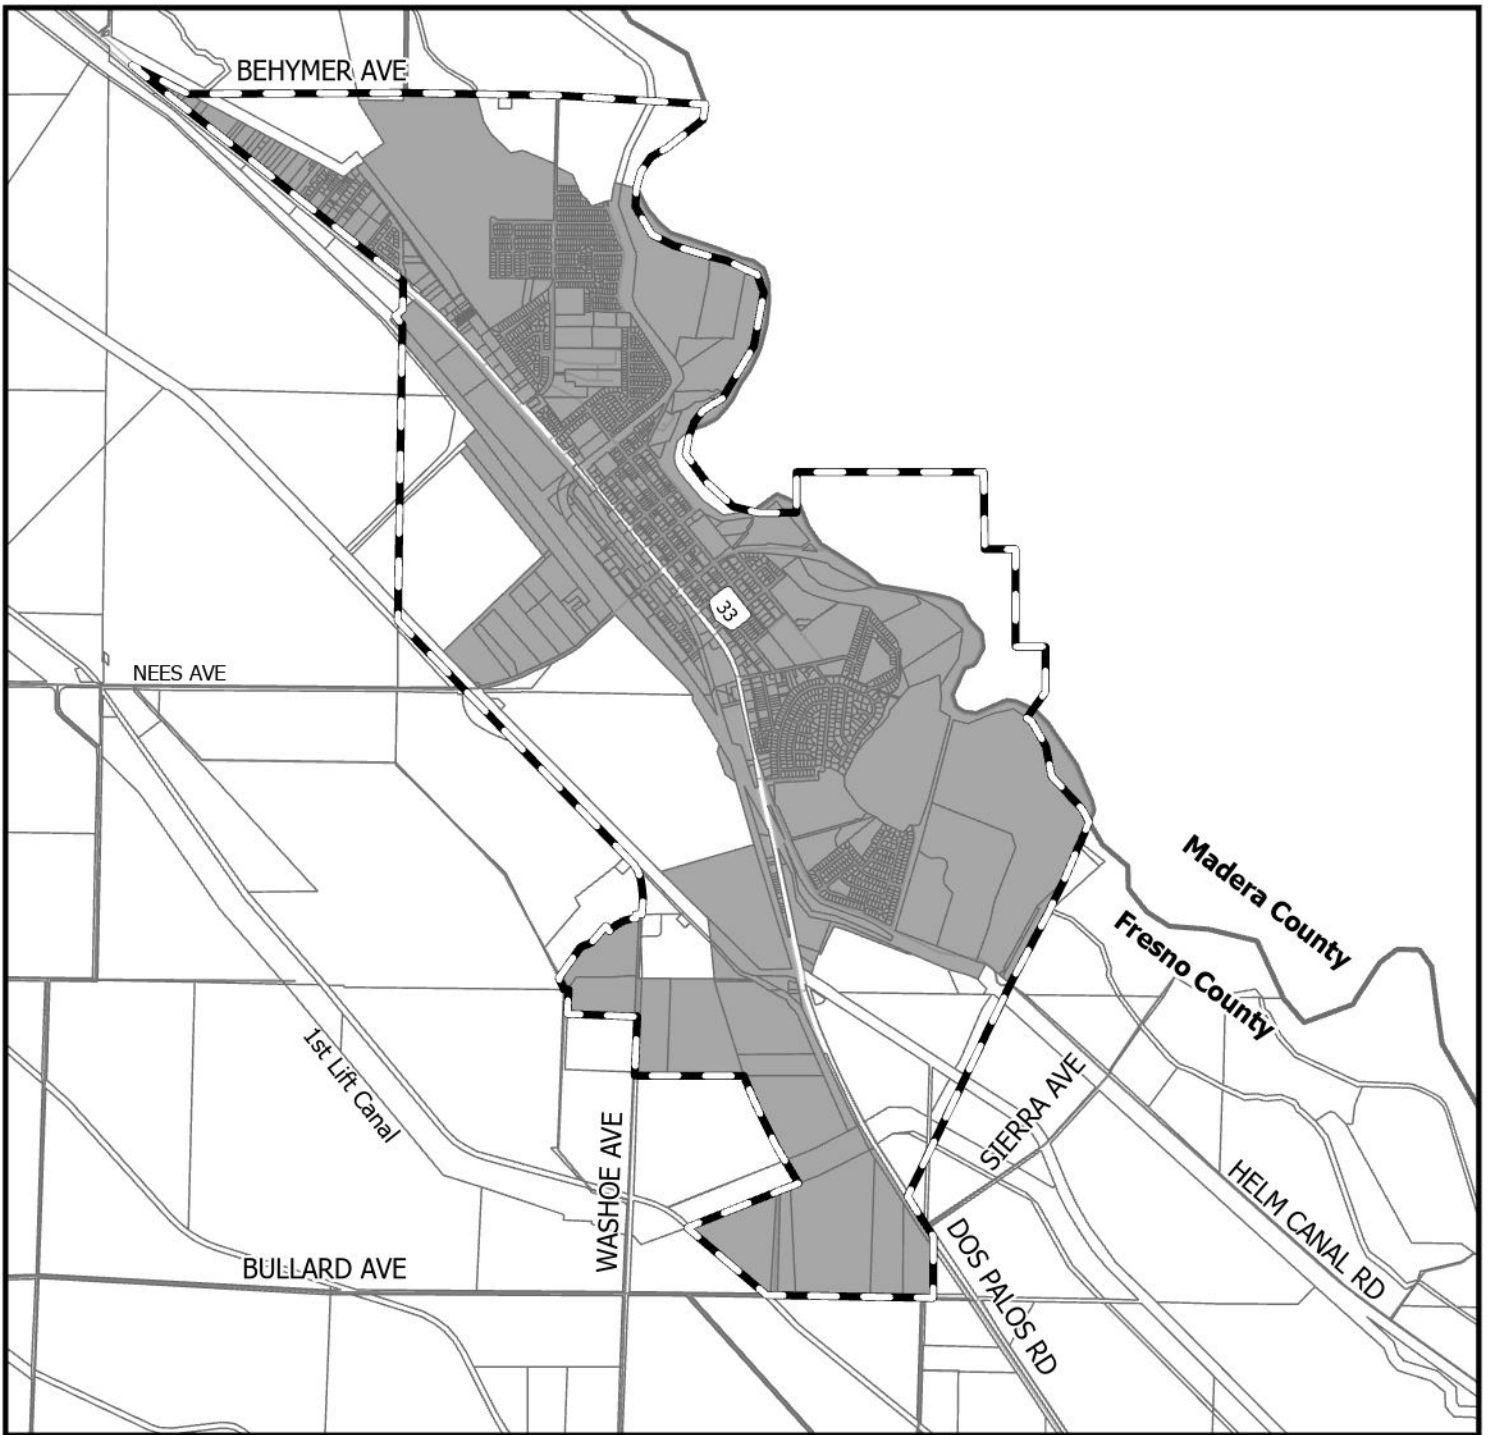 BEHYMER AVE
33
NEES AVE
Madera County
Fresno County
1st Lift Canal
SIERRA AVE
WASHOE AVE
HELM CANAL RD
DOS PALOS RD
BULLARD AVE